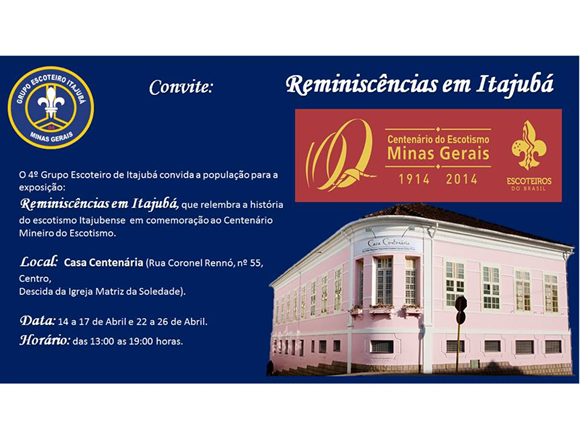 GRUPO ESCOTEIRO ITAJUBÁ
MINAS GERAIS
Convite:
Reminiscências em Itajubá
Centenário do Escotismo
Minas Gerais
1914 2014
ESCOTEIROS
DO BRASIL
O 4º Grupo Escoteiro de Itajubá convida a população para a
exposição:
Reminiscências em Itajubá, que relembra a história
do escotismo Itajubense em comemoração ao Centenário
Mineiro do Escotismo.
Local: Casa Centenária (Rua Coronel Rennó, nº 55,
Centro,
Descida da Igreja Matriz da Soledade).
Data: 14 a 17 de Abril e 22 a 26 de Abril.
Horário: das 13:00 as 19:00 horas.
Casa Centenária